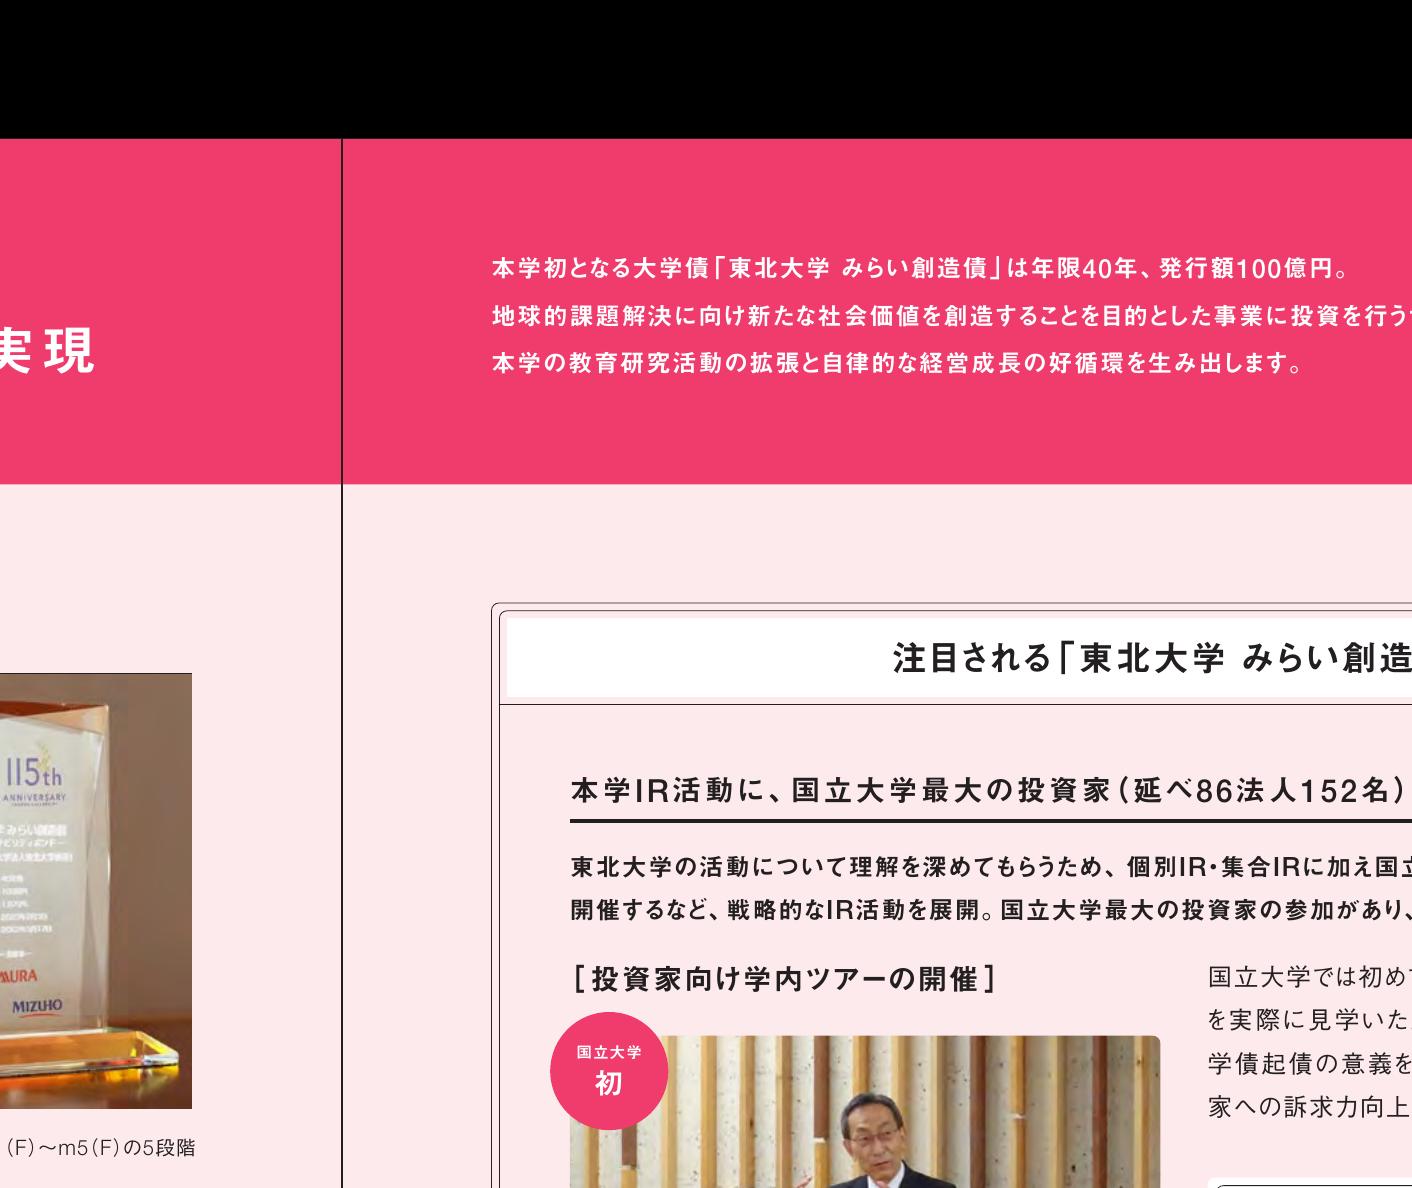 実現
本学初となる大学債「東北大学 みらい創造債」は年限40年、発行額100億円。
地球的課題解決に向け新たな社会価値を創造することを目的とした事業に投資を行う
本学の教育研究活動の拡張と自律的な経営成長の好循環を生み出します。
115th
ANNIVERSARY
MIZUHO
(F)～m5(F)の5段階
注目される「東北大学 みらい創造
本学IR活動に、国立大学最大の投資家(延べ86法人152名)
東北大学の活動について理解を深めてもらうため、個別IR・集合IRに加え国立
開催するなど、戦略的なIR活動を展開。国立大学最大の投資家の参加があり、
[投資家向け学内ツアーの開催]
国立大学
初
国立大学では初め
を実際に見学いた
学債起債の意義を
家への訴求力向上